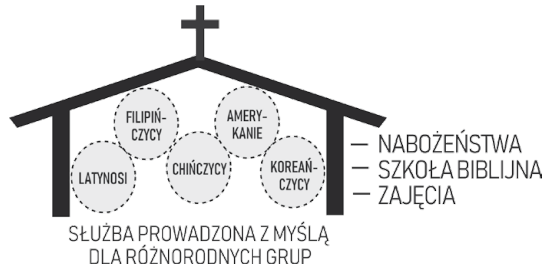 FILIPIŃ-
CZYCY
AMERY-
KANIE
LATYNOSI
CHIŃCZYCY
KOREAŃ-
CZYCY
– NABOŻEŃSTWA
– SZKOŁA BIBLIJNA
– ZAJĘCIA
SŁUŻBA PROWADZONA Z MYŚLĄ
DLA RÓŻNORODNYCH GRUP